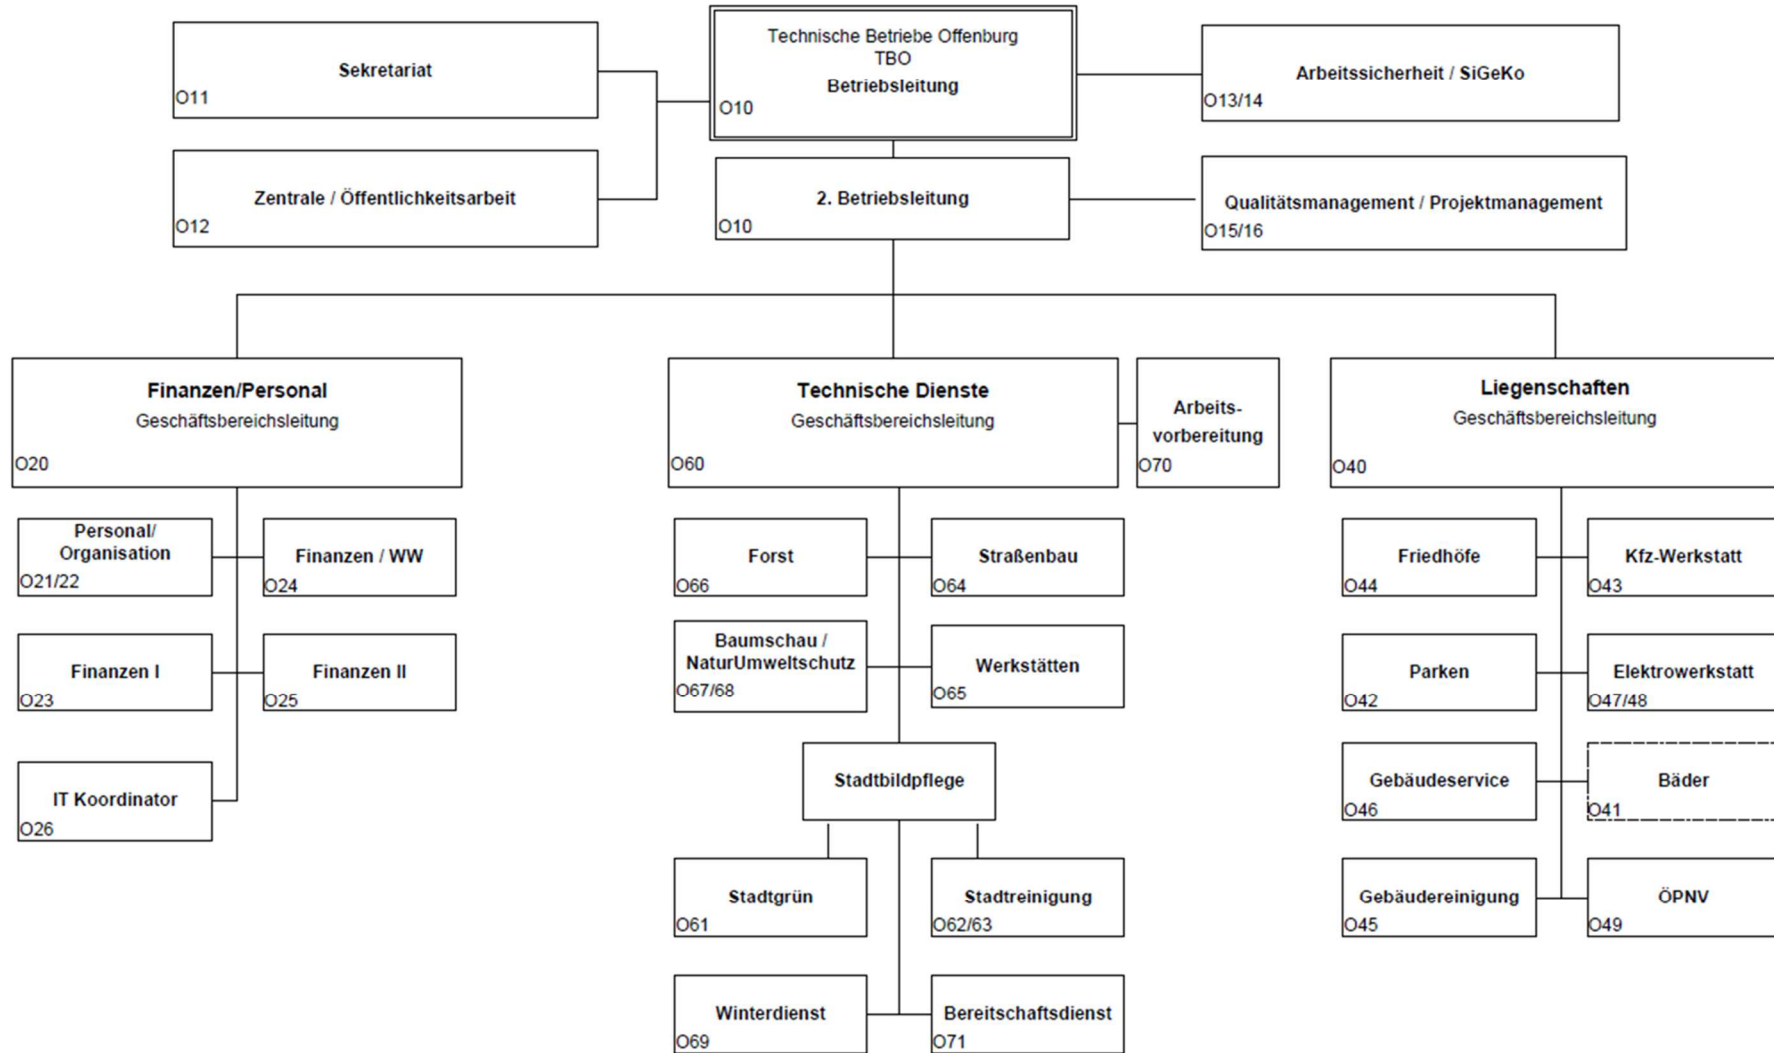 Technische Betriebe Offenburg
TBO
Betriebsleitung
O10
Sekretariat
O11
Arbeitssicherheit / SiGeKo
O13/14
Zentrale / Öffentlichkeitsarbeit
O12
2. Betriebsleitung
O10
Qualitätsmanagement / Projektmanagement
O15/16
Finanzen/Personal
Geschäftsbereichsleitung
O20
Personal/
Organisation
O21/22
Finanzen / WW
O24
Finanzen I
O23
Finanzen II
O25
IT Koordinator
O26
Technische Dienste
Geschäftsbereichsleitung
O60
Arbeits-
vorbereitung
O70
Forst
O66
Straßenbau
O64
Baumschau /
NaturUmweltschutz
O67/68
Werkstätten
O65
Stadtbildpflege
Stadtgrün
O61
Stadtreinigung
O62/63
Winterdienst
O69
Bereitschaftsdienst
O71
Liegenschaften
Geschäftsbereichsleitung
O40
Friedhöfe
O44
Kfz-Werkstatt
O43
Parken
O42
Elektrowerkstatt
O47/48
Gebäudeservice
O46
Bäder
O41
Gebäudereinigung
O45
ÖPNV
O49